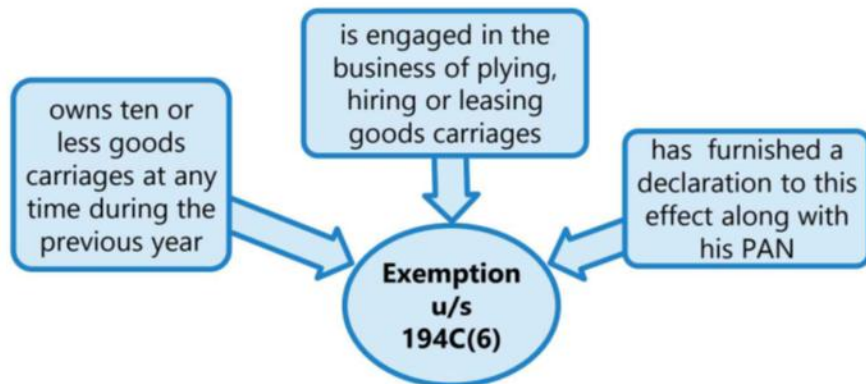 owns ten or
less goods
carriages at any
time during the
previous year
is engaged in the
business of plying,
hiring or leasing
goods carriages
has furnished a
declaration to this
effect along with
his PAN
Exemption
u/s
194C(6)